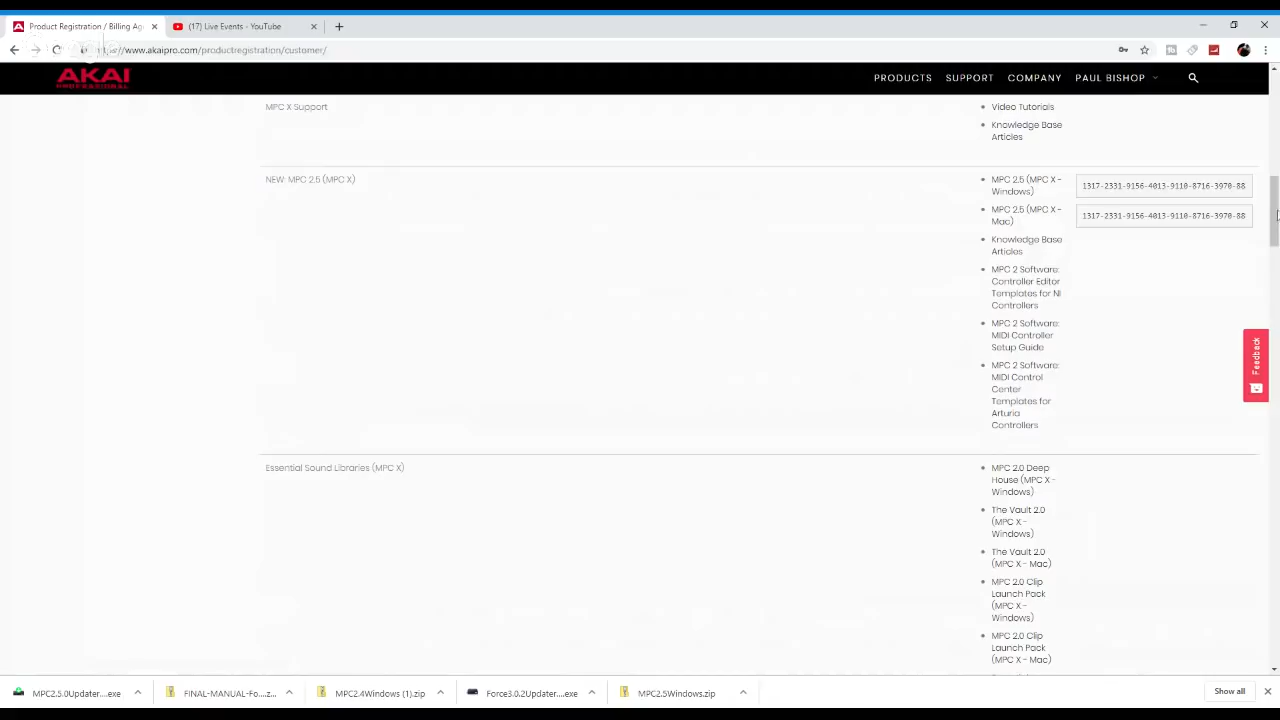 Product Registration / Billing Ag
(17) Live Events - YouTube
www.akaipro.com/productregistration/customer/
AKAI
PROFESSIONAL
PRODUCTS SUPPORT COMPANY PAUL BISHOP
MPC X Support
Video Tutorials
Knowledge Base
Articles
NEW: MPC 2.5 (MPC X)
MPC 2.5 (MPC X -
Windows)
1317-2331-9156-4013-9110-8716-3970-88
MPC 2.5 (MPC X -
Mac)
1317-2331-9156-4013-9110-8716-3970-88
Knowledge Base
Articles
MPC 2 Software:
Controller Editor
Templates for NI
Controllers
MPC 2 Software:
MIDI Controller
Setup Guide
MPC 2 Software:
MIDI Control
Center
Templates for
Arturia
Controllers
Feedback
Essential Sound Libraries (MPC X)
MPC 2.0 Deep
House (MPC X -
Windows)
The Vault 2.0
(MPC X -
Windows)
The Vault 2.0
(MPC X - Mac)
MPC 2.0 Clip
Launch Pack
(MPC X -
Windows)
MPC 2.0 Clip
Launch Pack
(MPC X - Mac)
MPC2.5.0Updater....exe
FINAL-MANUAL-Fo....z...
MPC2.4Windows (1).zip
Force3.0.2Updater....exe
MPC2.5Windows.zip
Show all